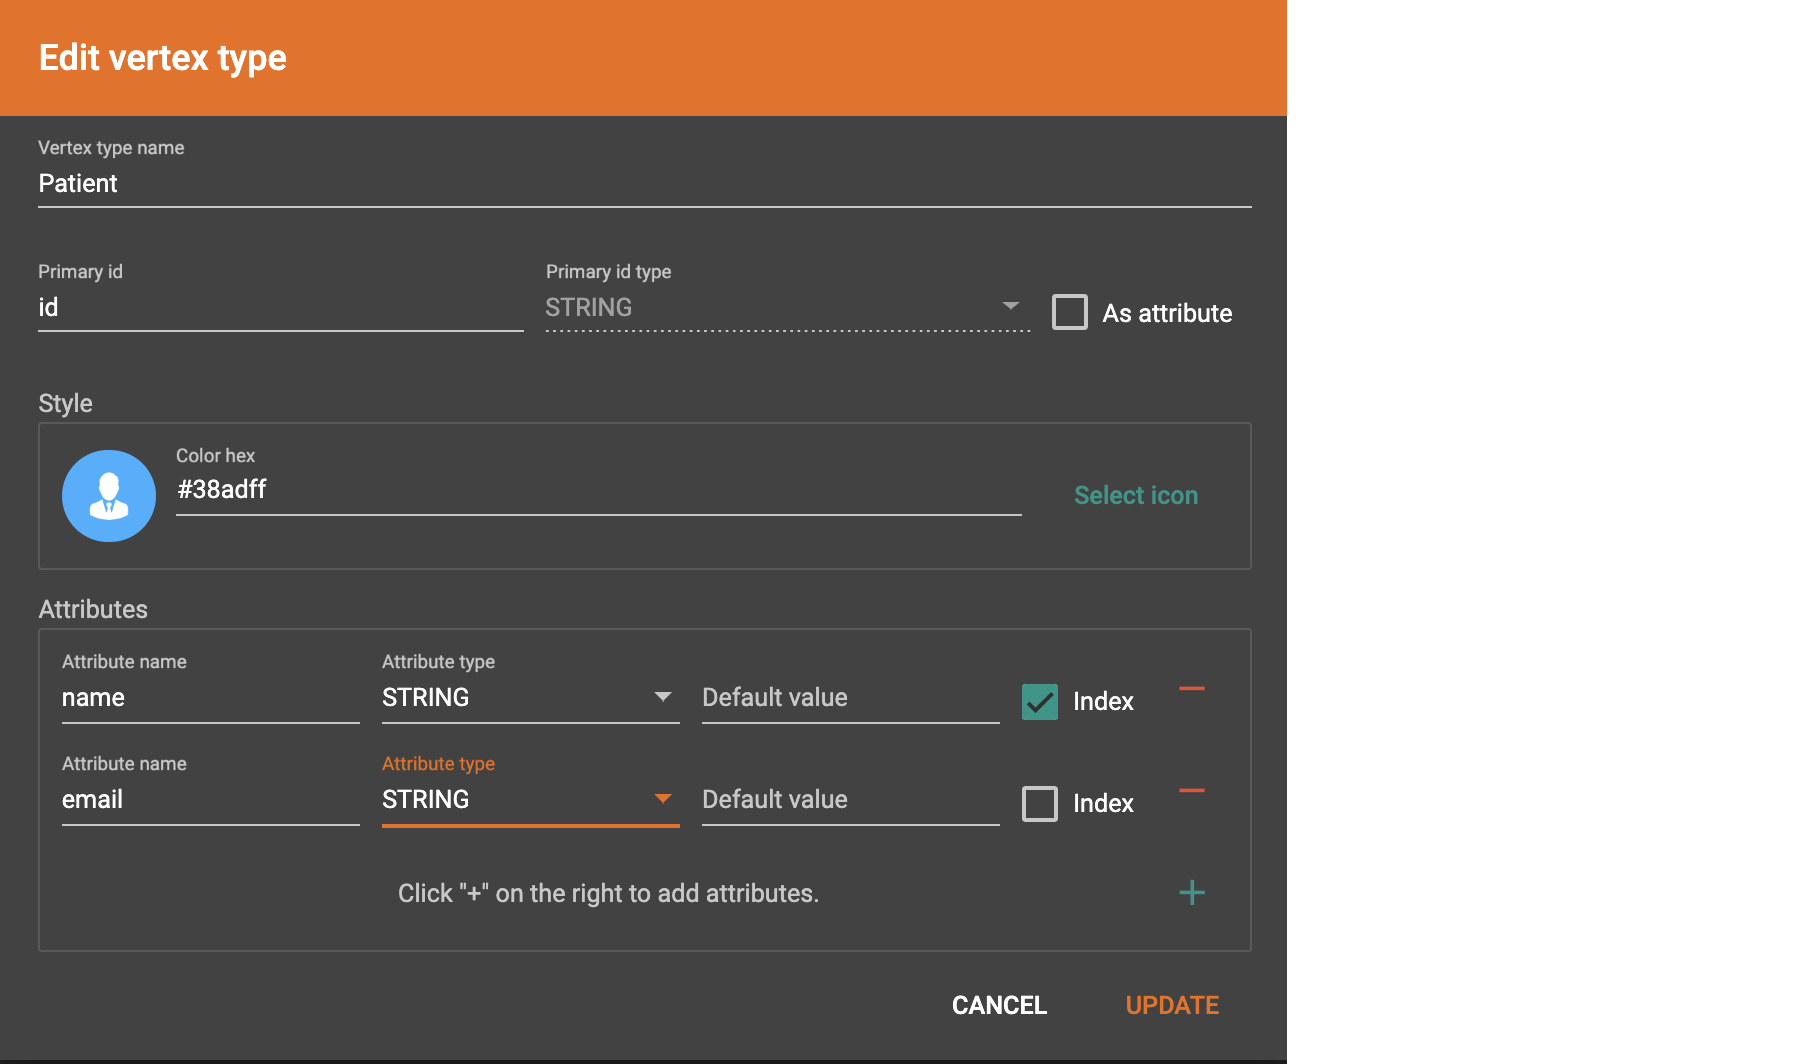 Edit vertex type
Vertex type name
Patient
Primary id Primary id type
id STRING As attribute
Style
Color hex
#38adff Select icon
Attributes
Attribute name Attribute type
name STRING Default value Index
Attribute name Attribute type
email STRING Default value Index
Click "+" on the right to add attributes.
CANCEL UPDATE